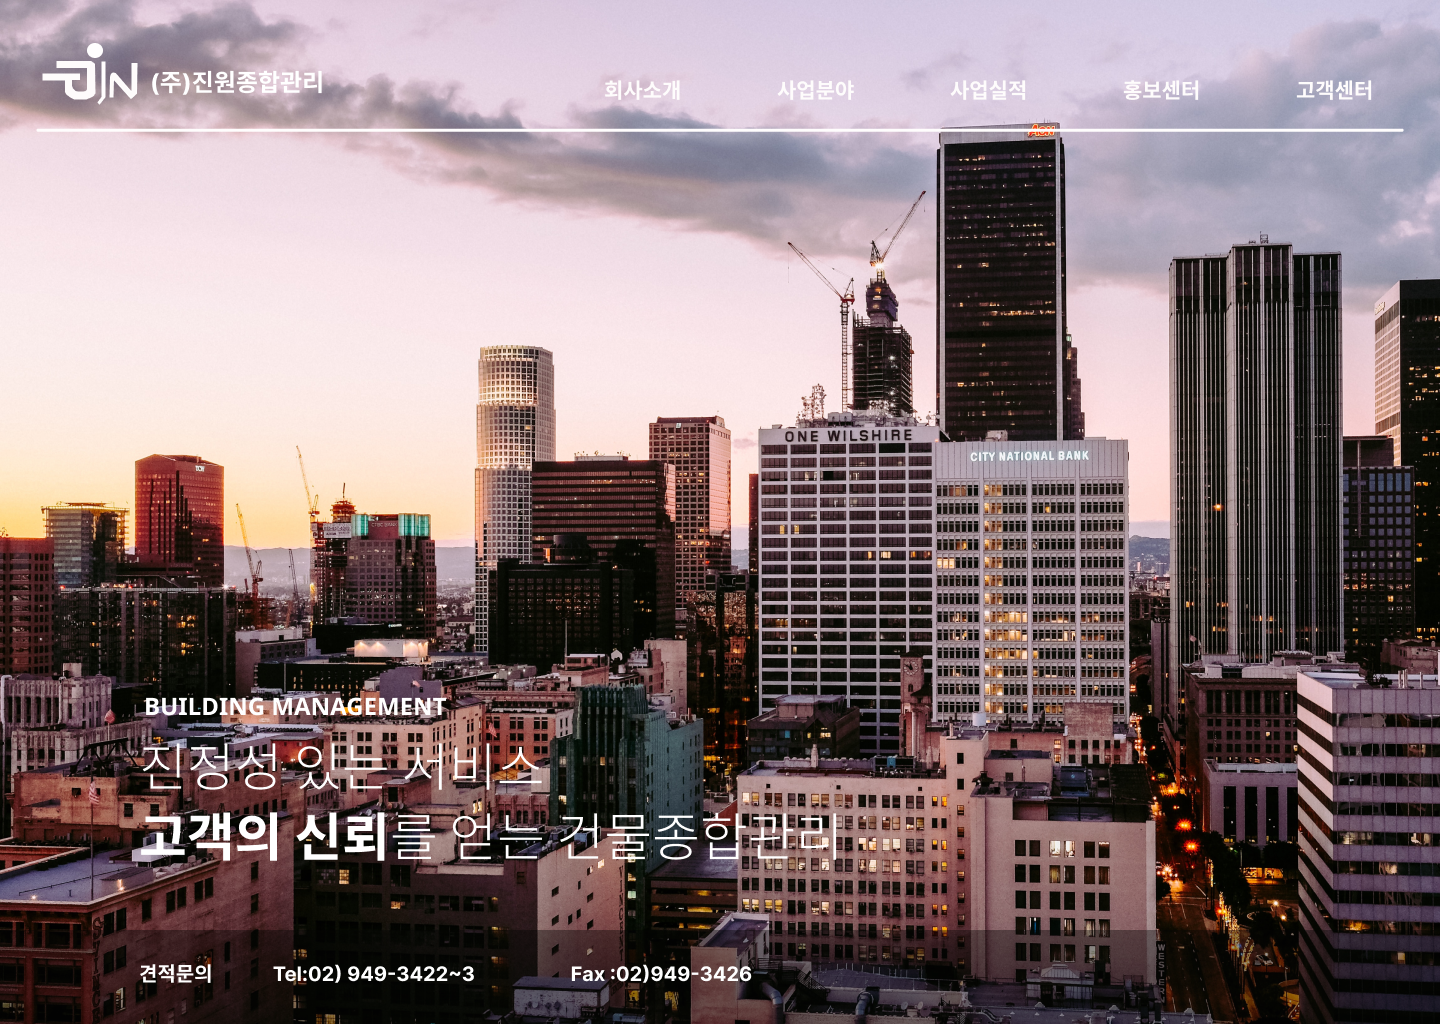 JIN (주)진원종합관리
회사소개 사업분야 사업실적 홍보센터 고객센터
Aon
ONE WILSHIRE
CITY NATIONAL BANK
TCW
BUILDING MANAGEMENT
진정성 있는 서비스
고객의 신뢰를 얻는 건물종합관리
견적문의 Tel:02) 949-3422~3 Fax :02)949-3426